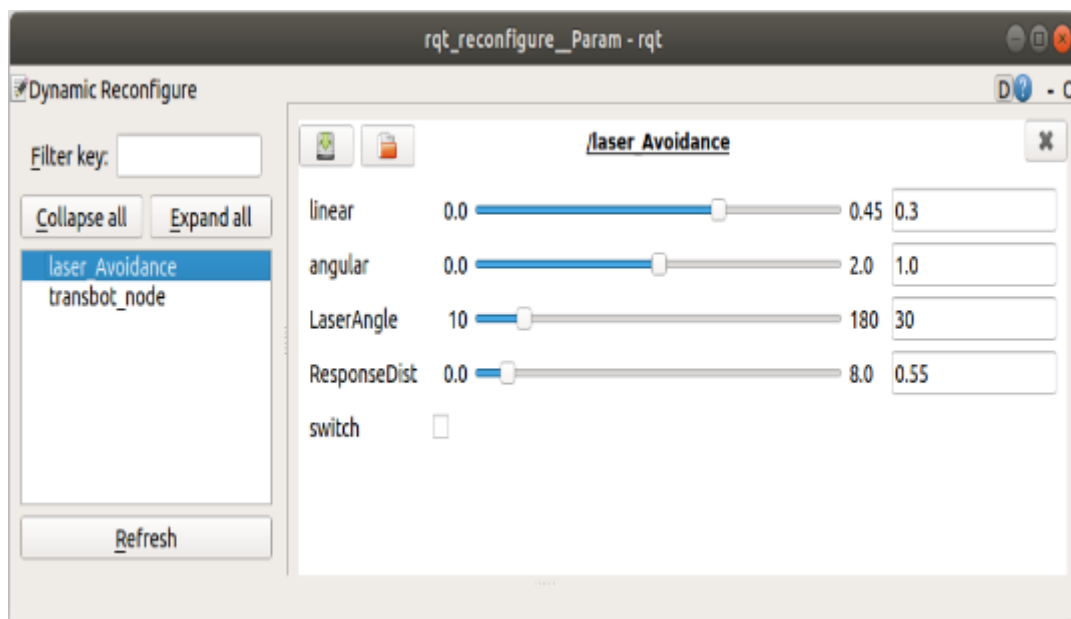 rqt_reconfigure__Param - rqt
Dynamic Reconfigure
D? - C
Filter key:
/laser_Avoidance
Collapse all Expand all
laser_Avoidance
transbot_node
linear 0.0 0.45 0.3
angular 0.0 2.0 1.0
LaserAngle 10 180 30
ResponseDist 0.0 8.0 0.55
switch
Refresh